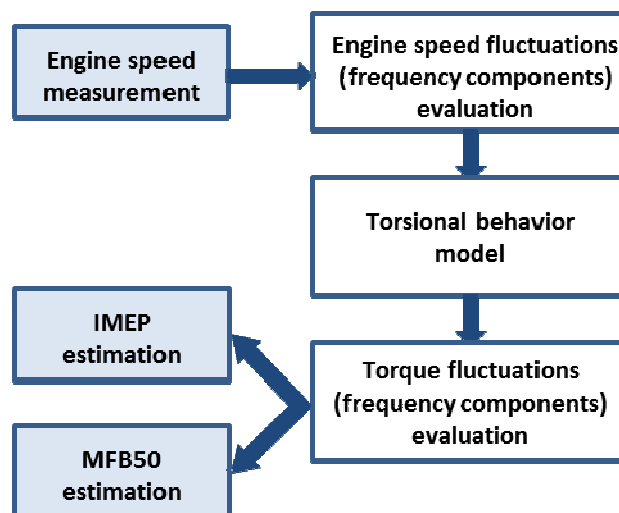 Engine speed
measurement
Engine speed fluctuations
(frequency components)
evaluation
Torsional behavior
model
Torque fluctuations
(frequency components)
evaluation
IMEP
estimation
MFB50
estimation